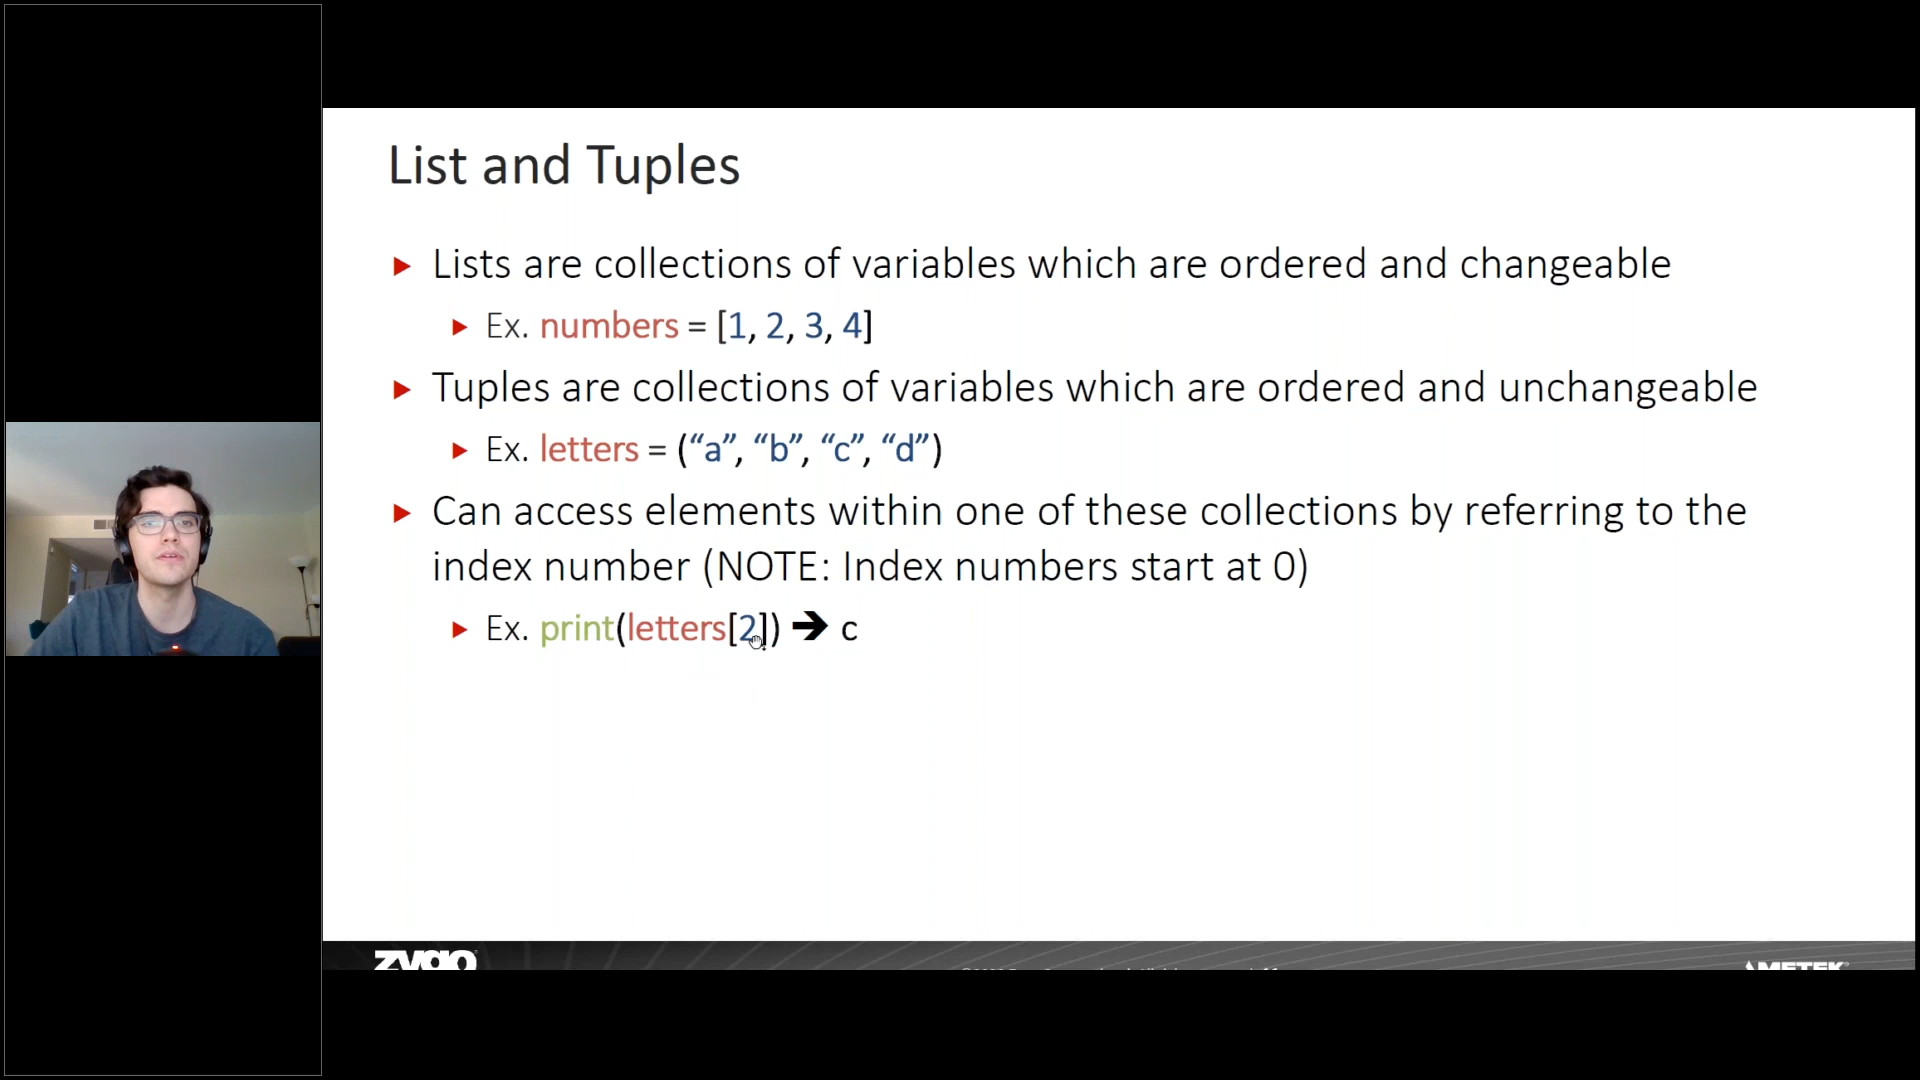 List and Tuples
Lists are collections of variables which are ordered and changeable
Ex. numbers = [1, 2, 3, 4]
Tuples are collections of variables which are ordered and unchangeable
Ex. letters = (“a”, “b”, “c”, “d”)
Can access elements within one of these collections by referring to the
index number (NOTE: Index numbers start at 0)
Ex. print(letters[2]) ➔ c
zygo
AMETEK